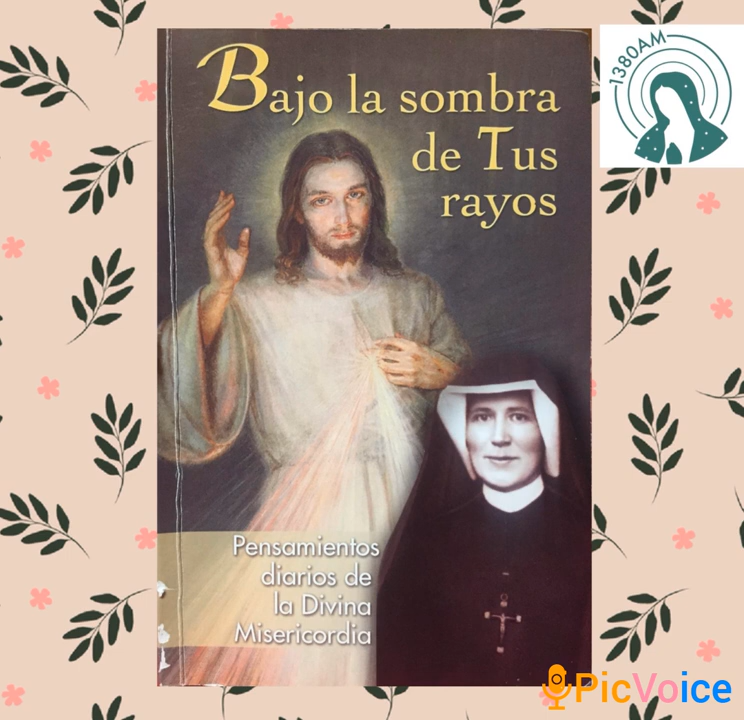 1380AM
Bajo la sombra
de Tus
rayos
Pensamientos
diarios de
la Divina
Misericordia
PicVoice